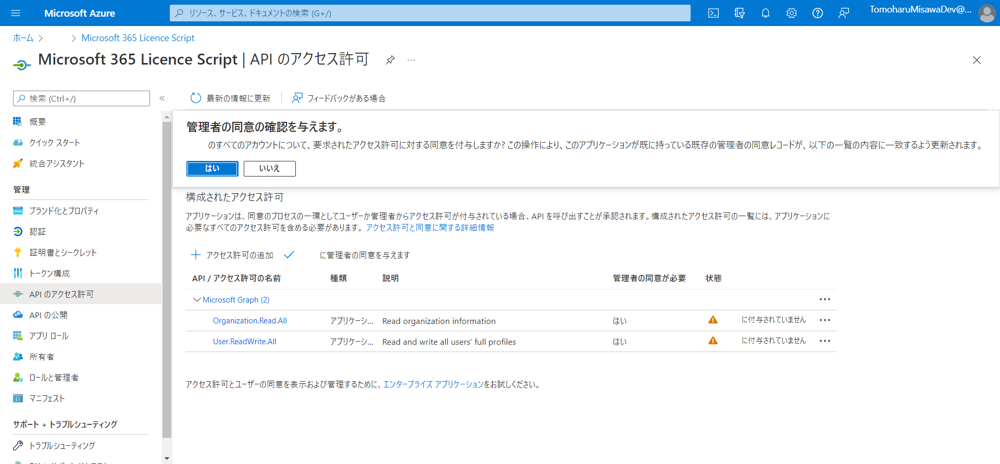 Microsoft Azure
リソース、サービス、ドキュメントの検索 (G+/)
TomoharuMisawaDev@...
ホーム
Microsoft 365 Licence Script
Microsoft 365 Licence Script | API のアクセス許可
検索 (Ctrl+/)
最新の情報に更新
フィードバックがある場合
概要
クイック スタート
統合アシスタント
管理
ブランド化とプロパティ
認証
証明書とシークレット
トークン構成
API のアクセス許可
API の公開
アプリ ロール
所有者
ロールと管理者
マニフェスト
サポート + トラブルシューティング
トラブルシューティング
管理者の同意の確認を与えます。
のすべてのアカウントについて、要求されたアクセス許可に対する同意を付与しますか? この操作により、このアプリケーションが既に持っている既存の管理者の同意レコードが、以下の一覧の内容に一致するよう更新されます。
はい
いいえ
構成されたアクセス許可
アプリケーションは、同意のプロセスの一環としてユーザーか管理者からアクセス許可が付与されている場合、API を呼び出すことが承認されます。構成されたアクセス許可の一覧には、アプリケーションに
必要なすべてのアクセス許可を含める必要があります。 アクセス許可と同意に関する詳細情報
アクセス許可の追加
に管理者の同意を与えます
API / アクセス許可の名前 種類 説明 管理者の同意が必要 状態
Microsoft Graph (2)
Organization.Read.All アプリケーシ... Read organization information はい に付与されていません
User.ReadWrite.All アプリケーシ... Read and write all users' full profiles はい に付与されていません
アクセス許可とユーザーの同意を表示および管理するために、エンタープライズ アプリケーションをお試しください。